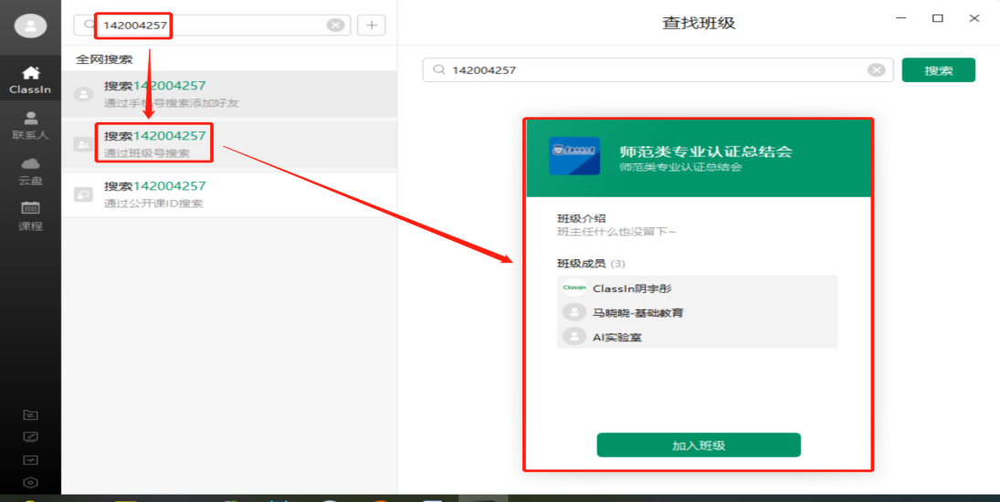 ClassIn
联系人
云盘
课程
142004257
全网搜索
搜索142004257
通过手机号搜索添加好友
搜索142004257
通过班级号搜索
搜索142004257
通过公开课ID搜索
查找班级
142004257
搜索
师范类专业认证总结会
师范类专业认证总结会
班级介绍
班主任什么也没留下~
班级成员 (3)
ClassIn
ClassIn阴宇彤
马晓晓-基础教育
AI实验室
加入班级